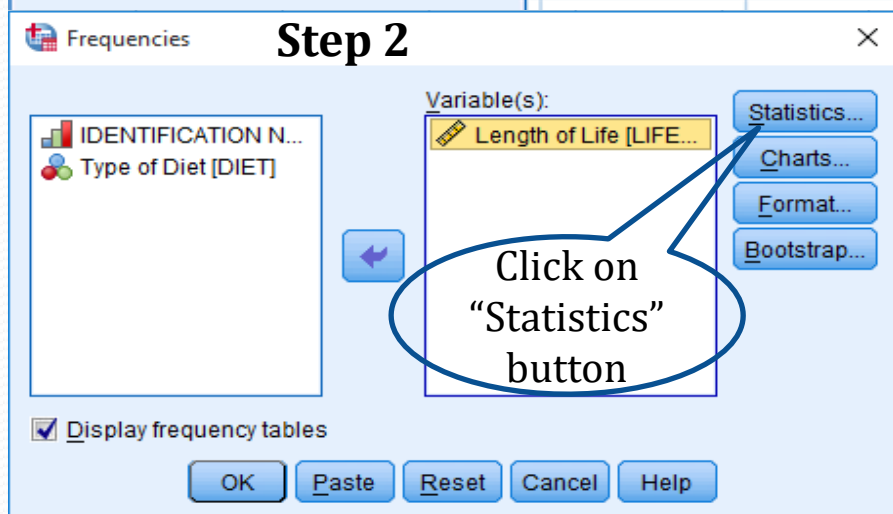 Frequencies
Step 2
Variable(s):
IDENTIFICATION N...
Type of Diet [DIET]
Length of Life [LIFE...
Statistics...
Charts...
Format...
Bootstrap...
Click on
“Statistics”
button
Display frequency tables
OK
Paste
Reset
Cancel
Help